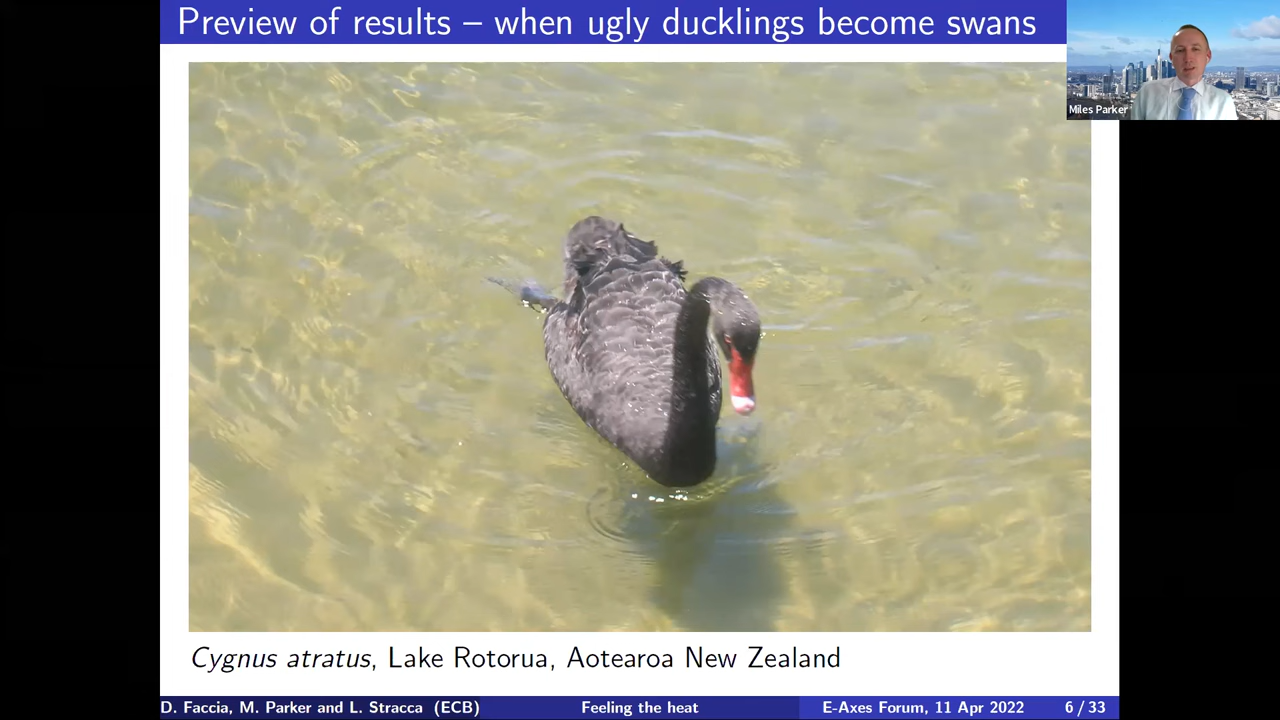 Preview of results – when ugly ducklings become swans
Miles Parker
Cygnus atratus, Lake Rotorua, Aotearoa New Zealand
D. Faccia, M. Parker and L. Stracca (ECB) Feeling the heat E-Axes Forum, 11 Apr 2022 6 / 33